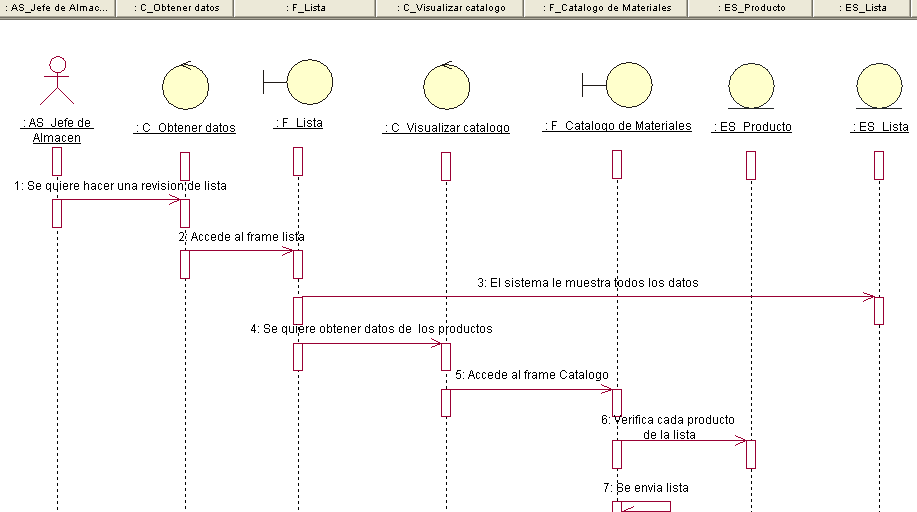 : AS_Jefe de Almac...
: C_Obtener datos
: F_Lista
: C_Visualizar catalogo
: F_Catalogo de Materiales
: ES_Producto
: ES_Lista
: AS_Jefe de
Almacen
: C_Obtener datos
: F_Lista
: C_Visualizar catalogo
: F_Catalogo de Materiales
: ES_Producto
: ES_Lista
1: Se quiere hacer una revision de lista
2: Accede al frame lista
3: El sistema le muestra todos los datos
4: Se quiere obtener datos de los productos
5: Accede al frame Catalogo
6: Verifica cada producto
de la lista
7: Se envia lista